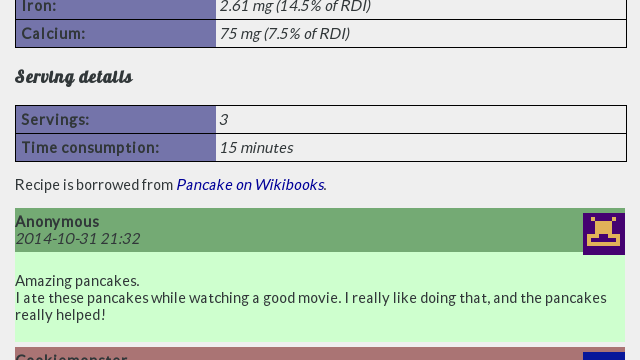 Iron: 2.61 mg (14.5% of RDI)
Calcium: 75 mg (7.5% of RDI)
Serving details
Servings: 3
Time consumption: 15 minutes
Recipe is borrowed from Pancake on Wikibooks.
Anonymous
2014-10-31 21:32
Amazing pancakes.
I ate these pancakes while watching a good movie. I really like doing that, and the pancakes
really helped!
Cookiemonster